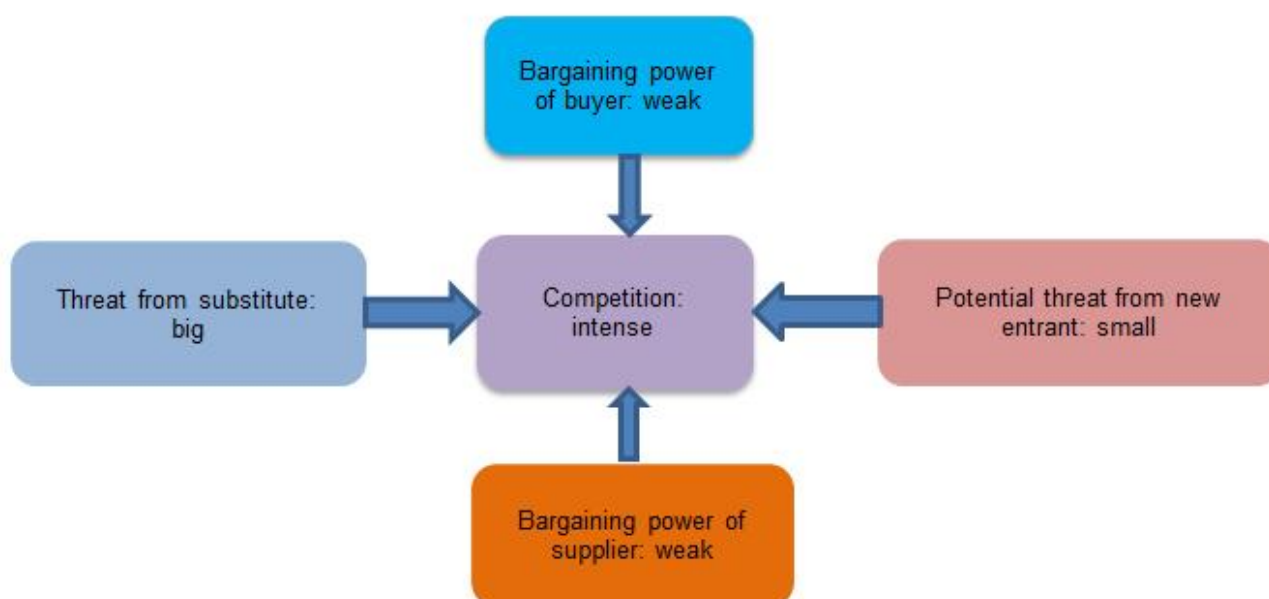 Bargaining power
of buyer: weak
Threat from substitute:
big
Competition:
intense
Potential threat from new
entrant: small
Bargaining power of
supplier: weak